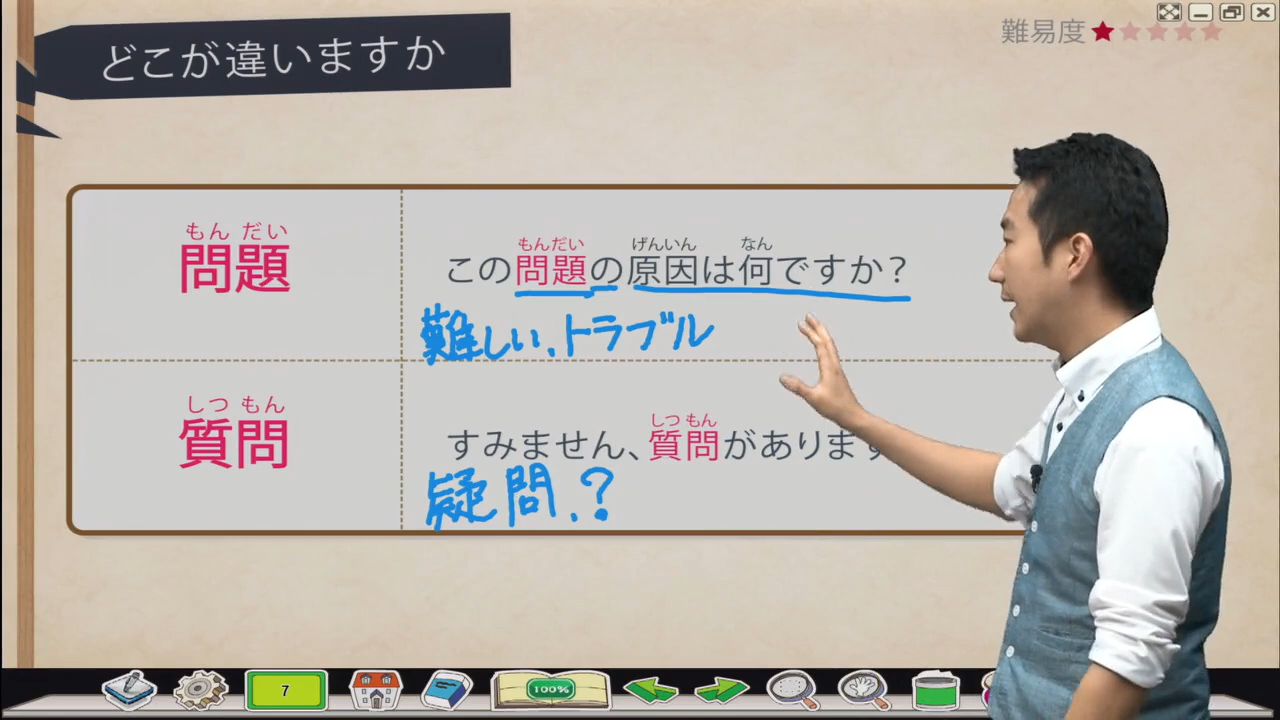 どこが違いますか
難易度
もん だい
問題
もんだい げんいん なん
この問題の原因は何ですか？
難しい、トラブル
しつ もん
質問
しつ もん
すみません、質問がありま
疑問、？
7
100%